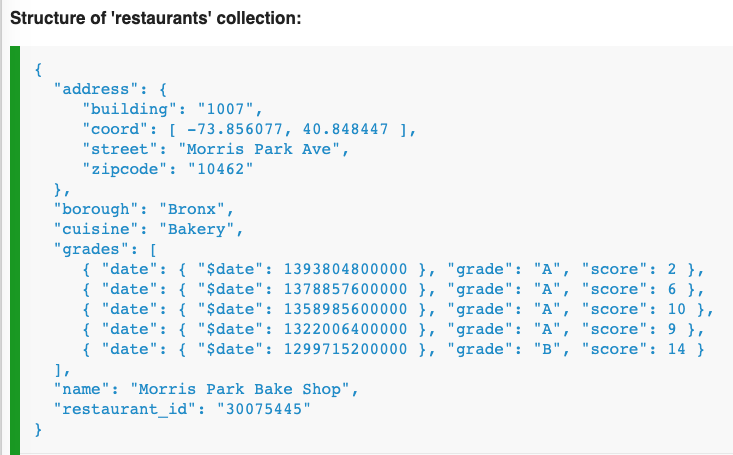 Structure of 'restaurants' collection:
{
"address": {
"building": "1007",
"coord": [ -73.856077, 40.848447 ],
"street": "Morris Park Ave",
"zipcode": "10462"
},
"borough": "Bronx",
"cuisine": "Bakery",
"grades": [
{ "date": { "$date": 1393804800000 }, "grade": "A", "score": 2 },
{ "date": { "$date": 1378857600000 }, "grade": "A", "score": 6 },
{ "date": { "$date": 1358985600000 }, "grade": "A", "score": 10 },
{ "date": { "$date": 1322006400000 }, "grade": "A", "score": 9 },
{ "date": { "$date": 1299715200000 }, "grade": "B", "score": 14 }
],
"name": "Morris Park Bake Shop",
"restaurant_id": "30075445"
}